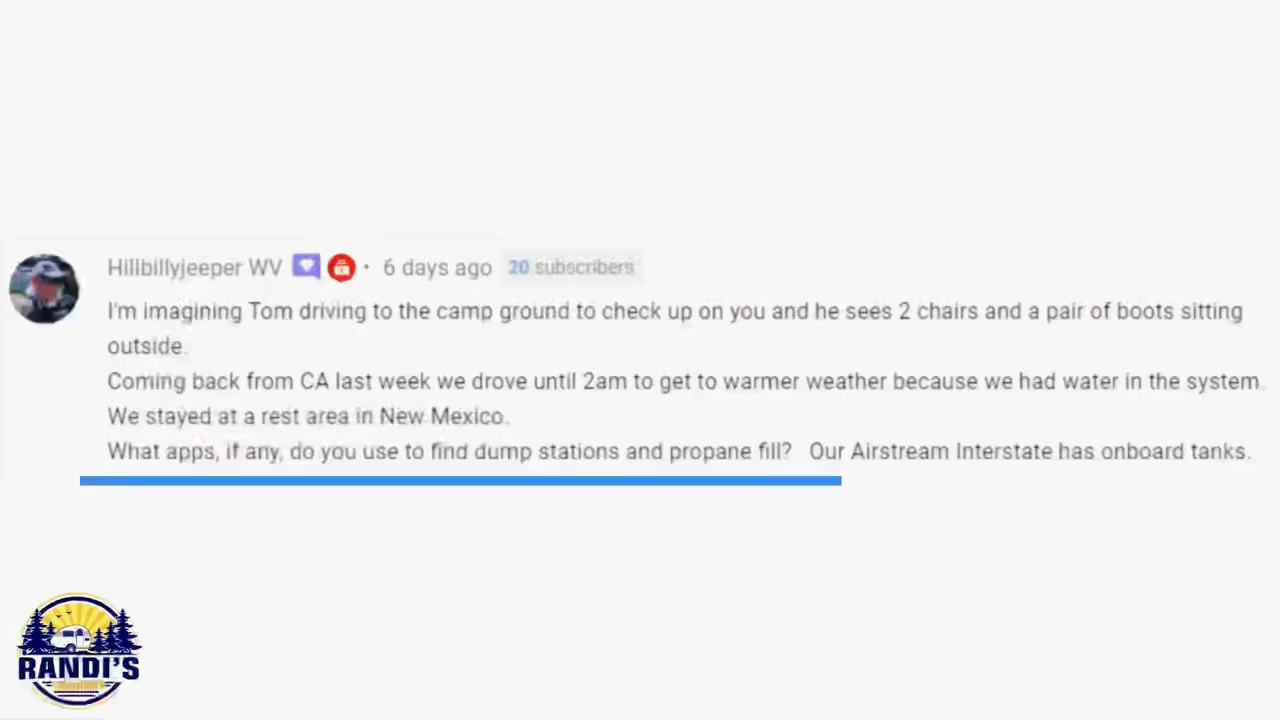 Hillbillyjeeper WV • 6 days ago 20 subscribers
I'm imagining Tom driving to the camp ground to check up on you and he sees 2 chairs and a pair of boots sitting
outside.
Coming back from CA last week we drove until 2am to get to warmer weather because we had water in the system.
We stayed at a rest area in New Mexico.
What apps, if any, do you use to find dump stations and propane fill? Our Airstream Interstate has onboard tanks.
RANDI'S